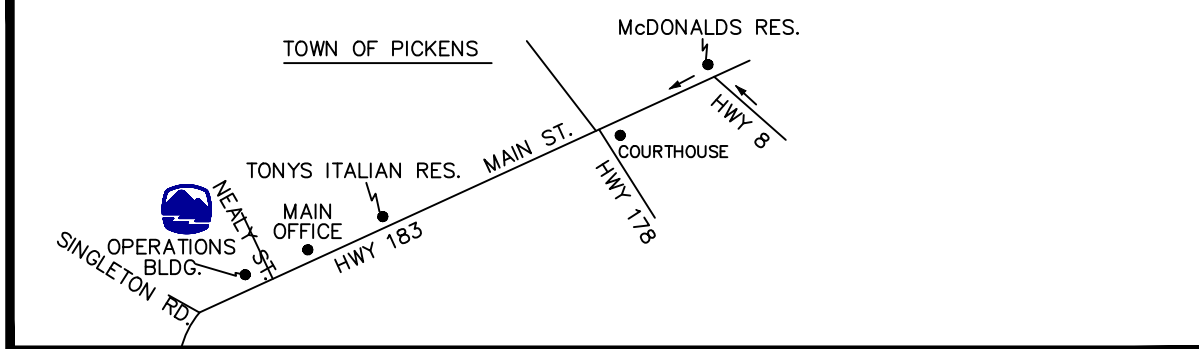 McDONALDS RES.
TOWN OF PICKENS
HWY 8
MAIN ST.
COURTHOUSE
TONYS ITALIAN RES.
HWY 178
NEALY ST.
MAIN
OFFICE
HWY 183
OPERATIONS
BLDG.
SINGLETON RD.